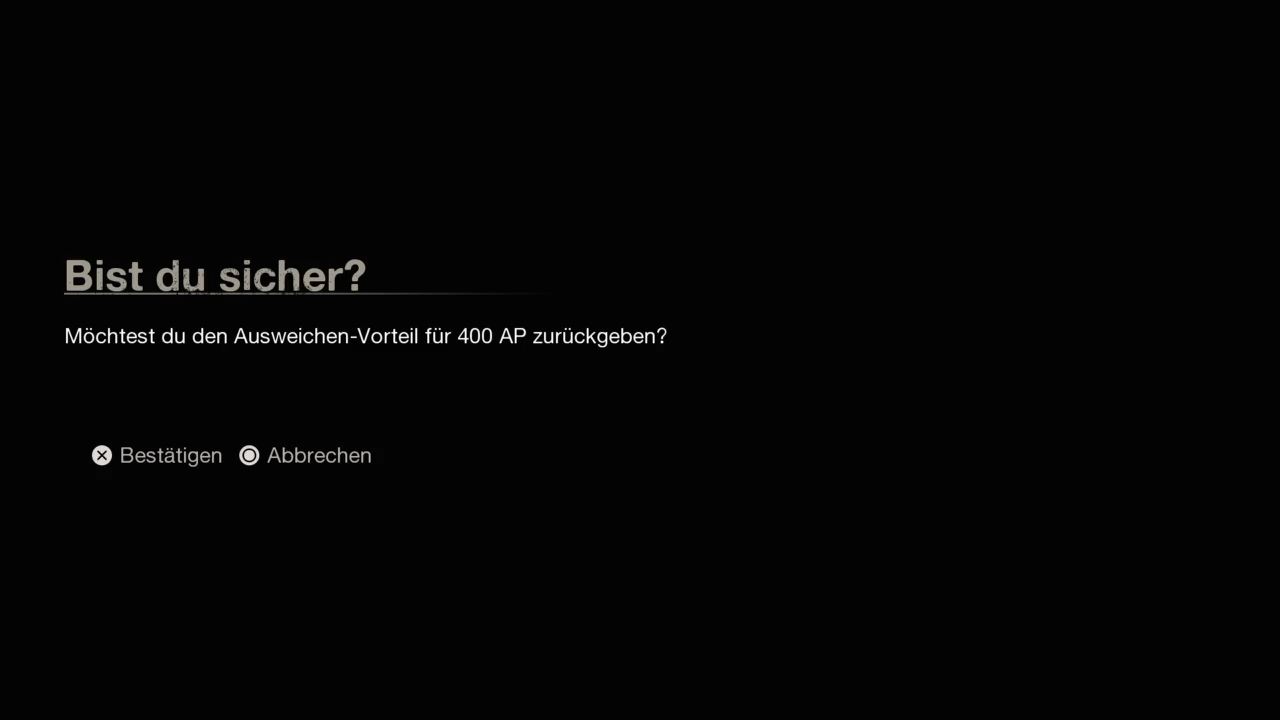 Bist du sicher?
Möchtest du den Ausweichen-Vorteil für 400 AP zurückgeben?
Bestätigen Abbrechen